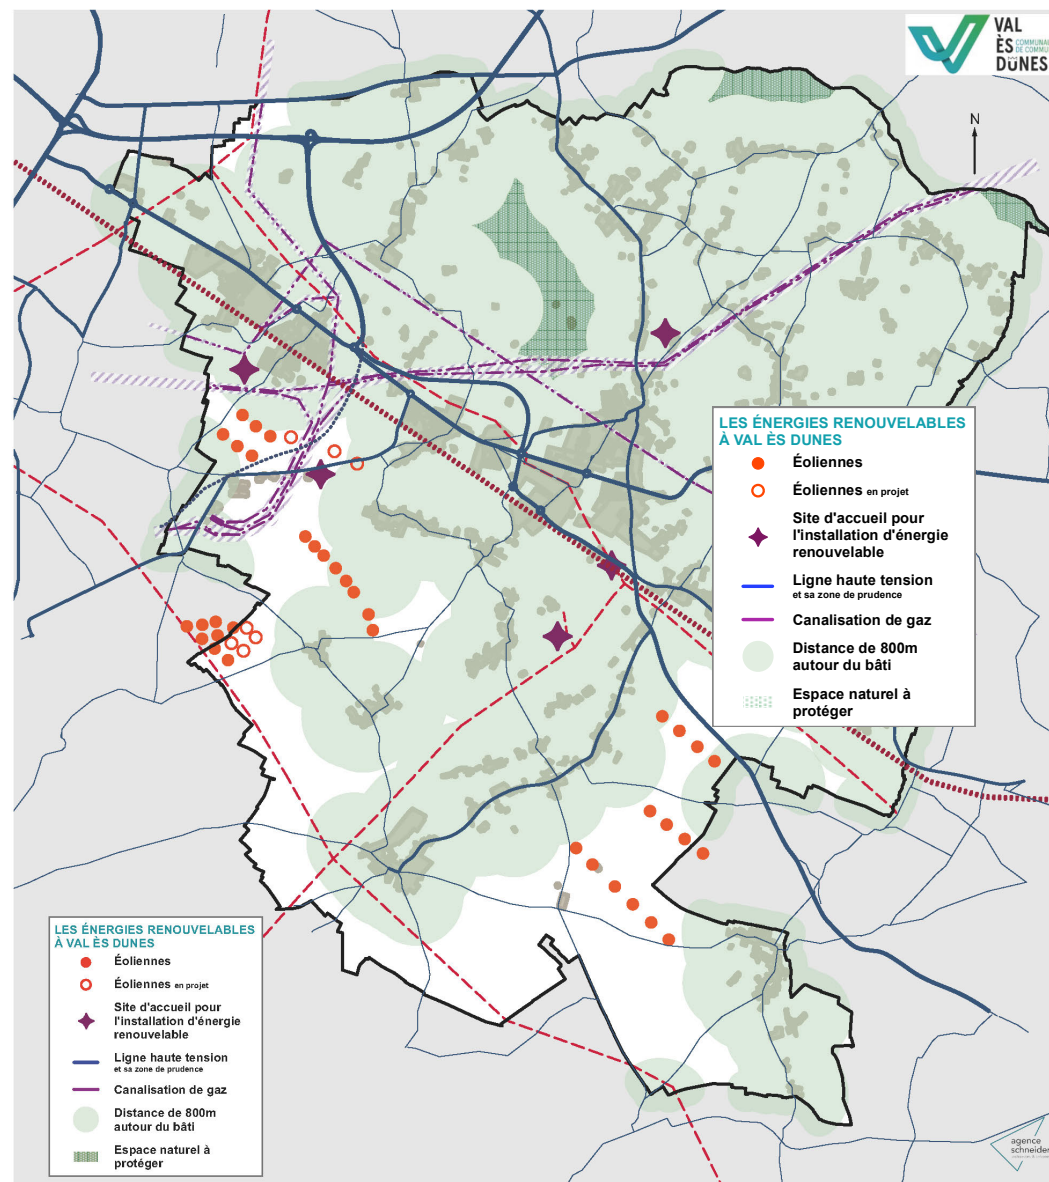 VAL
ÈS COMMUNAU
DE COMMU
DUNES
N
LES ÉNERGIES RENOUVELABLES
À VAL ÈS DUNES
Éoliennes
Éoliennes en projet
Site d'accueil pour
l'installation d'énergie
renouvelable
Ligne haute tension
et sa zone de prudence
Canalisation de gaz
Distance de 800m
autour du bâti
Espace naturel à
protéger
LES ÉNERGIES RENOUVELABLES
À VAL ÈS DUNES
Éoliennes
Éoliennes en projet
Site d'accueil pour
l'installation d'énergie
renouvelable
Ligne haute tension
et sa zone de prudence
Canalisation de gaz
Distance de 800m
autour du bâti
Espace naturel à
protéger
agence
schneider